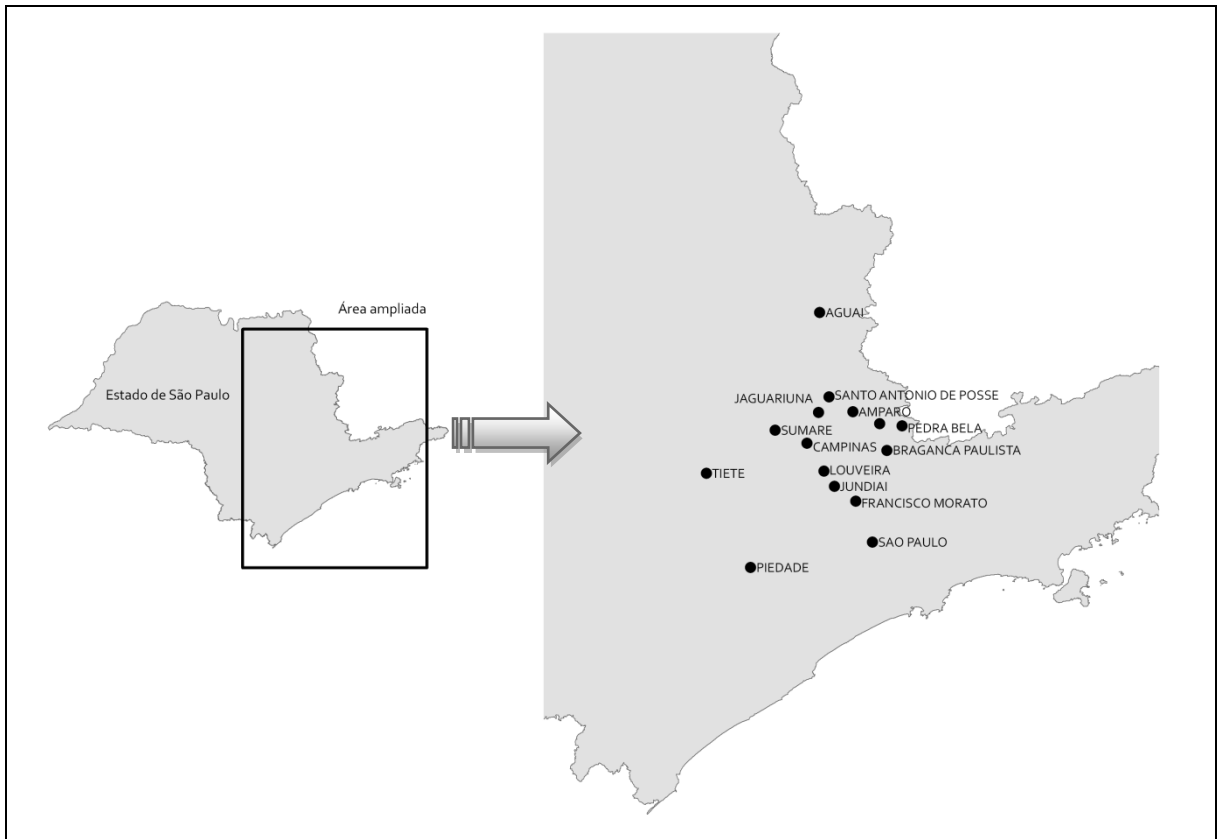 Área ampliada
Estado de São Paulo
AGUAI
SANTO ANTONIO DE POSSE
JAGUARIUNA
AMPARO
PEDRA BELA
SUMARE
CAMPINAS
BRAGANCA PAULISTA
LOUVEIRA
TIETE
JUNDIAI
FRANCISCO MORATO
SAO PAULO
PIEDADE